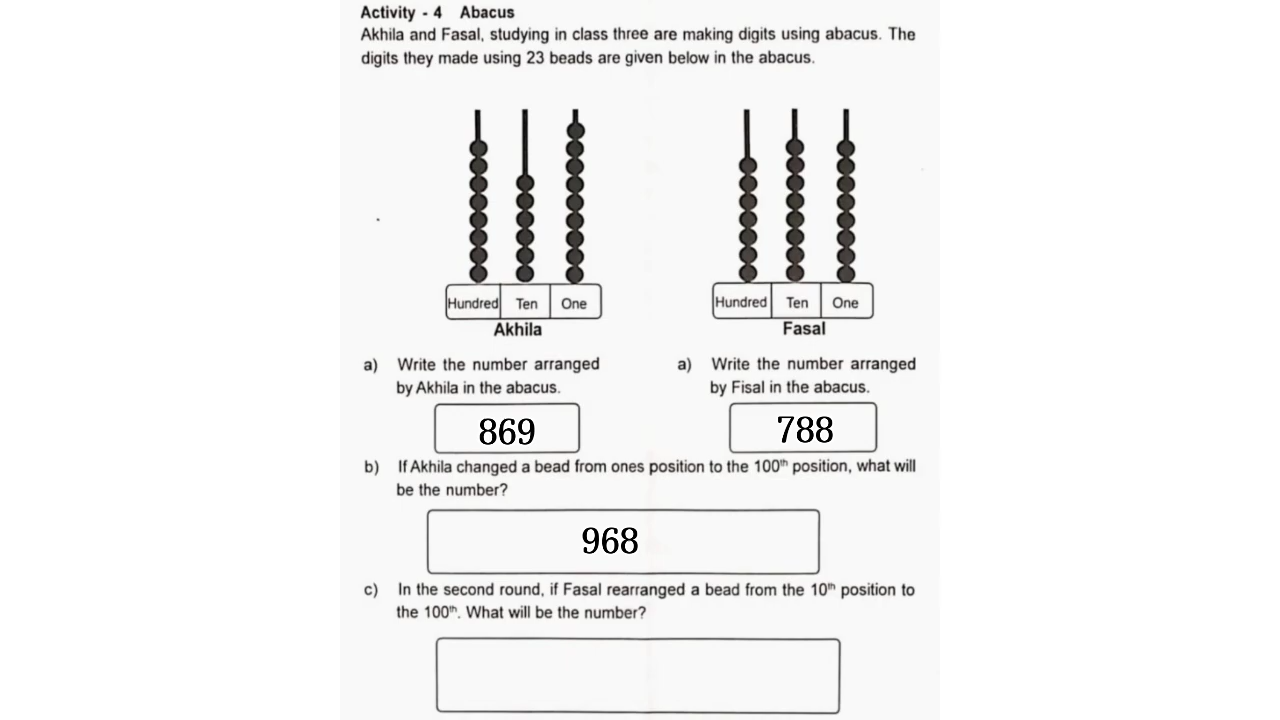 Activity - 4 Abacus
Akhila and Fasal, studying in class three are making digits using abacus. The
digits they made using 23 beads are given below in the abacus.
Hundred Ten One
Akhila
Hundred Ten One
Fasal
a) Write the number arranged
by Akhila in the abacus.
869
a) Write the number arranged
by Fisal in the abacus.
788
b) If Akhila changed a bead from ones position to the 100th position, what will
be the number?
968
c) In the second round, if Fasal rearranged a bead from the 10th position to
the 100th. What will be the number?